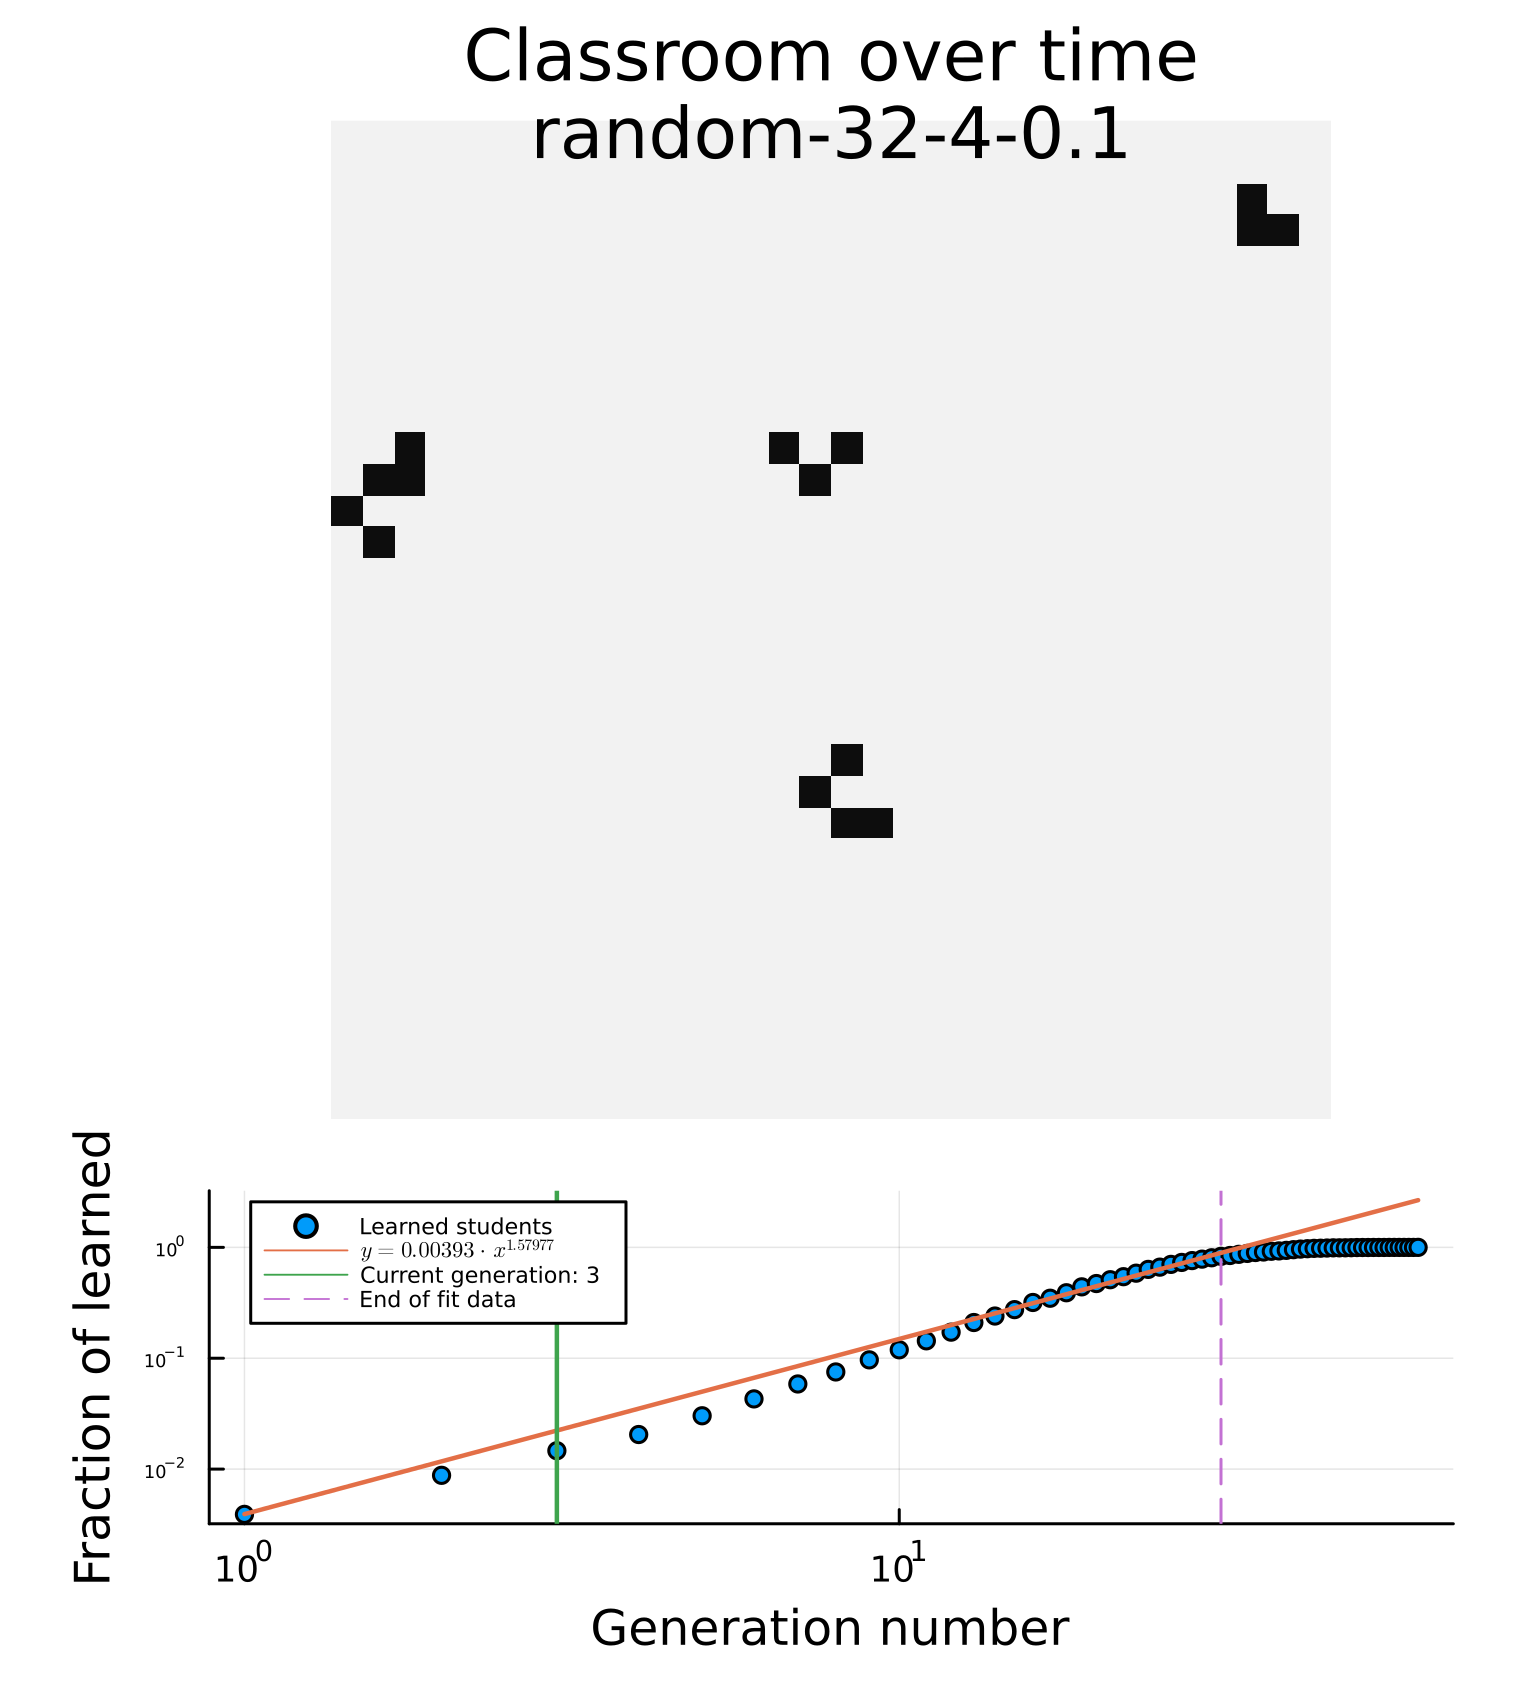 Classroom over time
random-32-4-0.1
Fraction of learned
Learned students
y = 0.00393 · x^1.57977
Current generation: 3
End of fit data
10^0
10^-1
10^-2
10^0
10^1
Generation number